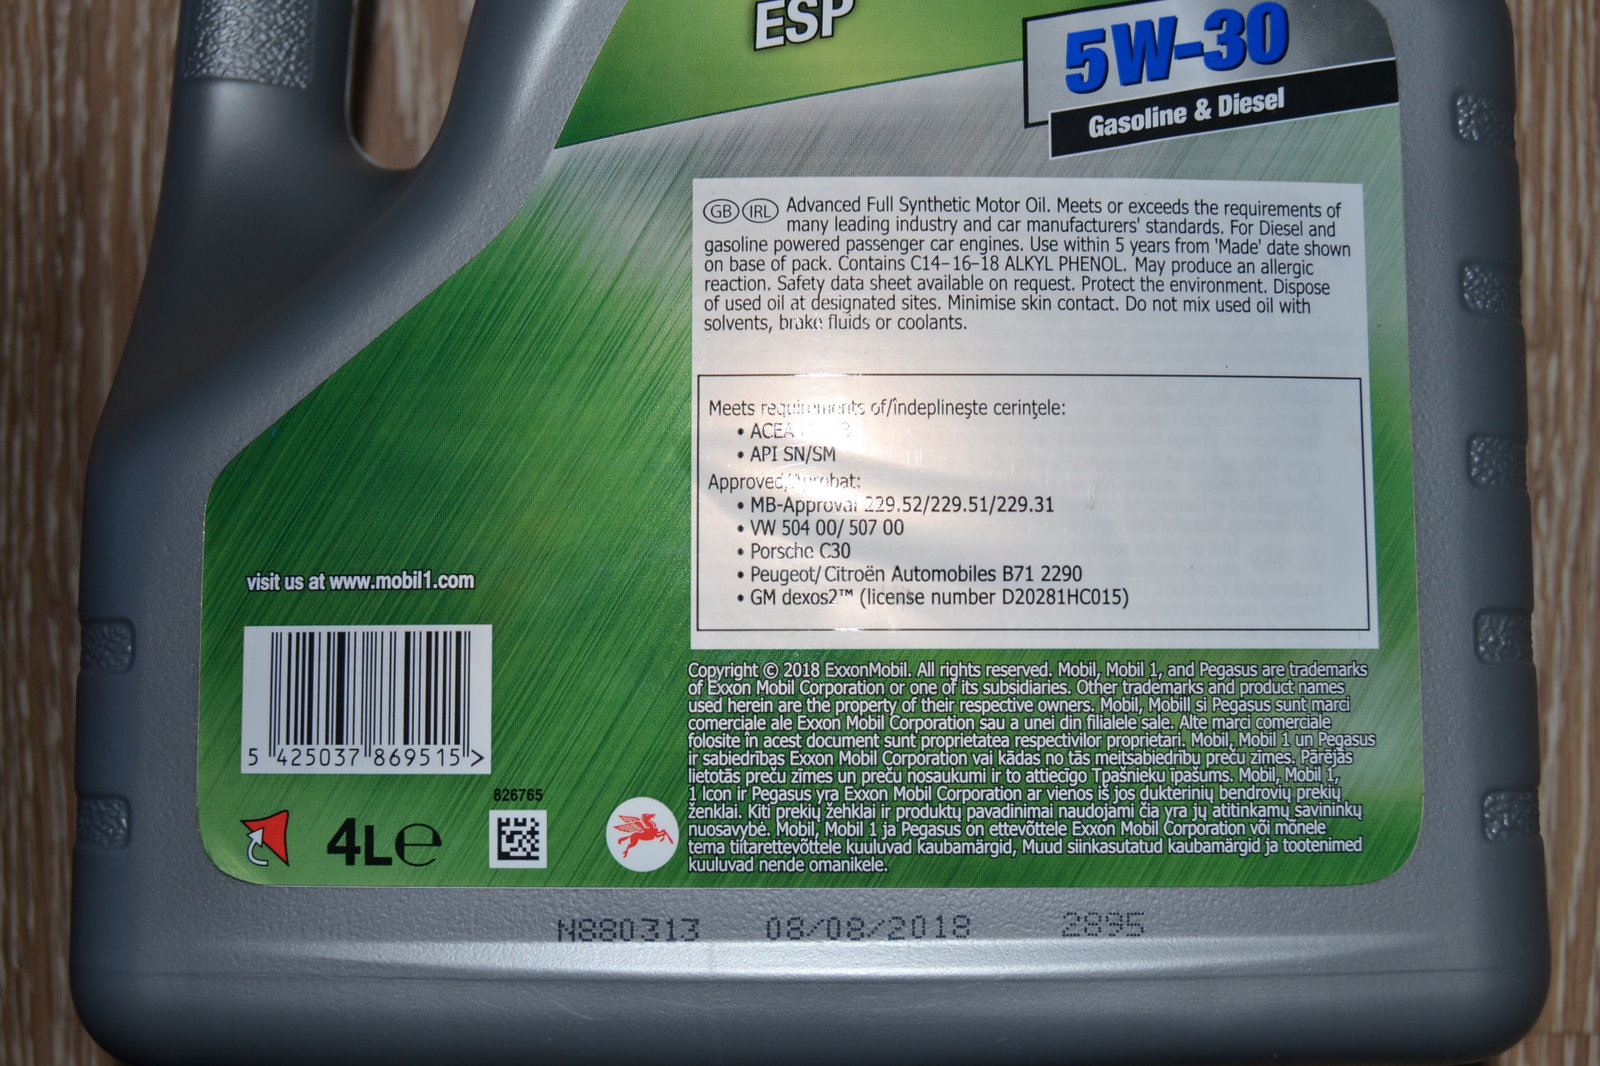 ESP
5W-30
Gasoline & Diesel
GB IRL Advanced Full Synthetic Motor Oil. Meets or exceeds the requirements of
many leading industry and car manufacturers' standards. For Diesel and
gasoline powered passenger car engines. Use within 5 years from 'Made' date shown
on base of pack. Contains C14-16-18 ALKYL PHENOL. May produce an allergic
reaction. Safety data sheet available on request. Protect the environment. Dispose
of used oil at designated sites. Minimise skin contact. Do not mix used oil with
solvents, brake fluids or coolants.
Meets requirements of/îndeplineşte cerinţele:
• ACEA
• API SN/SM
Approved/Aprobat:
• MB-Approval 229.52/229.51/229.31
• VW 504 00/ 507 00
• Porsche C30
• Peugeot/Citroën Automobiles B71 2290
• GM dexos2™ (license number D20281HC015)
visit us at www.mobil1.com
5 425037 869515 >
826765
4L℮
Copyright © 2018 ExxonMobil. All rights reserved. Mobil, Mobil 1, and Pegasus are trademarks
of Exxon Mobil Corporation or one of its subsidiaries. Other trademarks and product names
used herein are the property of their respective owners. Mobil, Mobill si Pegasus sunt marci
comerciale ale Exxon Mobil Corporation sau a unei din filialele sale. Alte marci comerciale
folosite în acest document sunt proprietatea respectivilor proprietari. Mobil, Mobil 1 un Pegasus
ir sabiedrības Exxon Mobil Corporation vai kādas no tās meitsabiedrību preču zīmes. Pārējās
lietotās preču zīmes un preču nosaukumi ir to attiecīgo Tpašnieku īpašums. Mobil, Mobil 1,
1 Icon ir Pegasus yra Exxon Mobil Corporation ar vienos iš jos dukterinių bendrovių prekių
ženklai. Kiti prekių žehklai ir produktų pavadinimai naudojami čia yra jų atitinkamų savininkų
nuosavybė. Mobil, Mobil 1 ja Pegasus on ettevõttele Exxon Mobil Corporation või mõnele
tema tiitarettevõttele kuuluvad kaubamärgid, Muud siinkasutatud kaubamärgid ja tootenimed
kuuluvad nende omanikele.
N880313 08/08/2018 2895